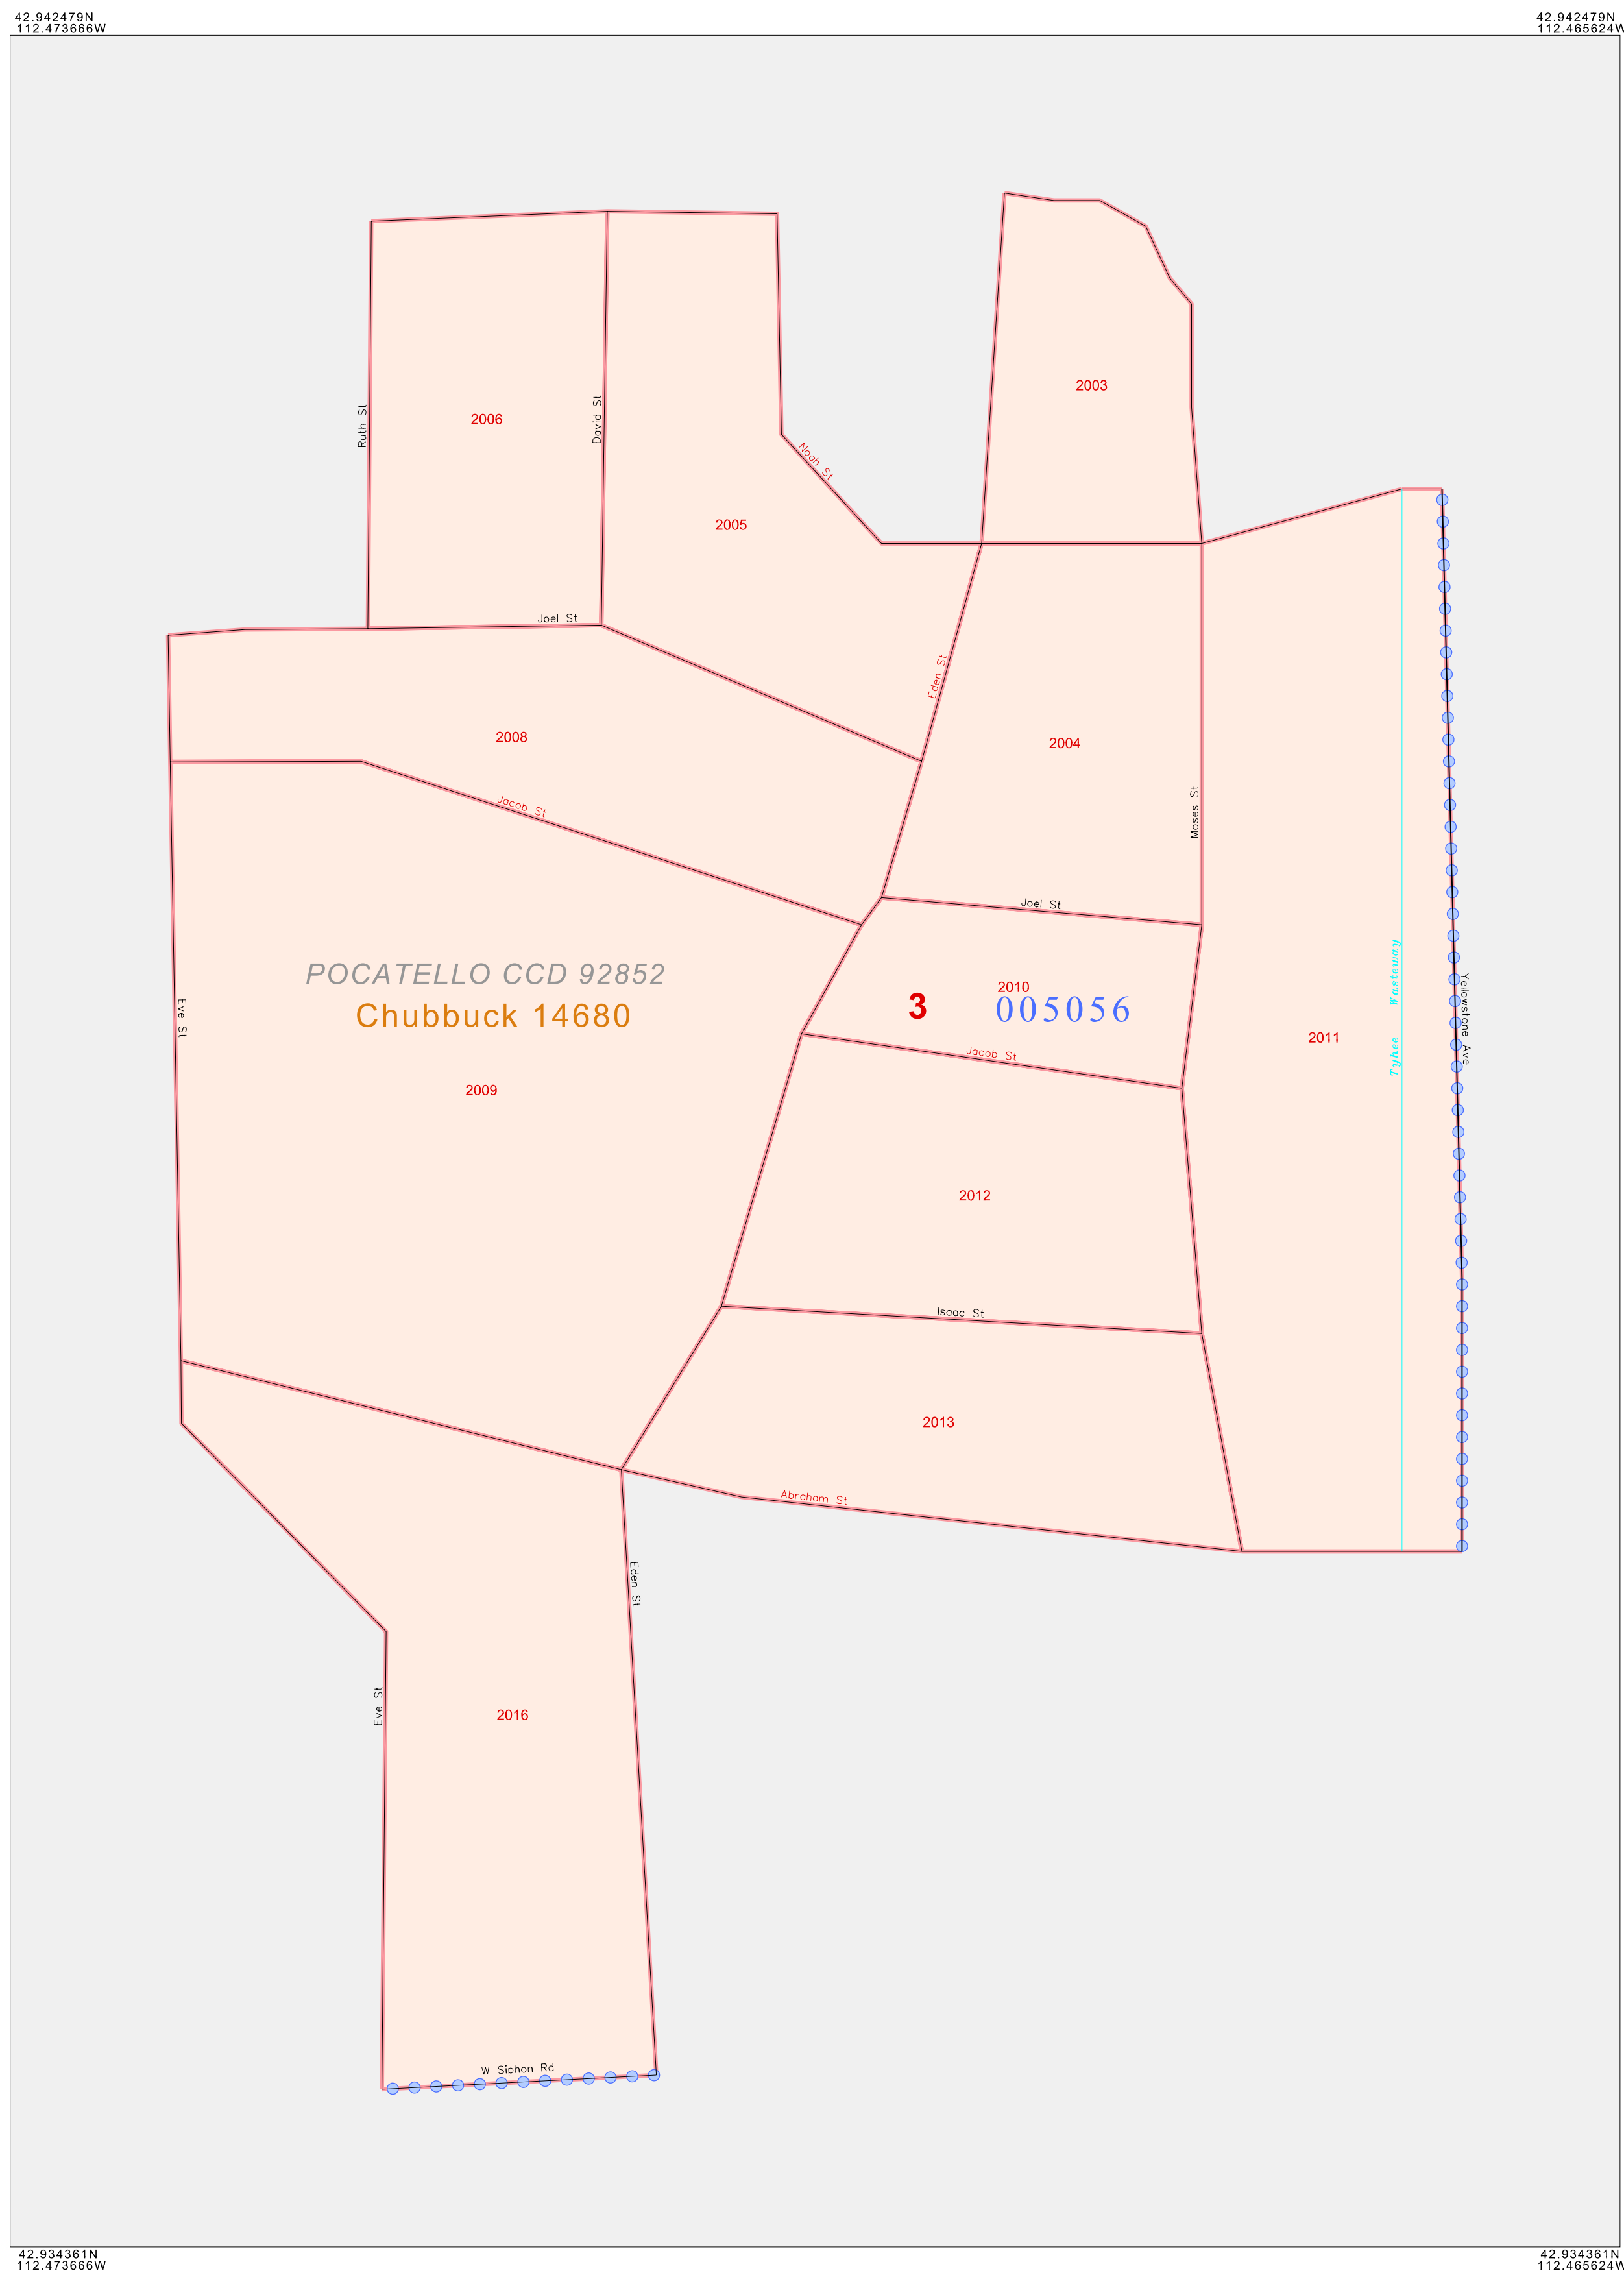 42.942479N
112.473666W
42.942479N
112.465624W
2003
Ruth St
2006
David St
Noah St
2005
Joel St
Eden St
2008
2004
Jacob St
Moses St
Joel St
POCATELLO CCD 92852
Chubbuck 14680
Eve St
2010
3
005056
Jacob St
2011
Tyhee Wasteway
Yellowstone Ave
2009
2012
Isaac St
2013
Abraham St
Eden St
Eve St
2016
W Siphon Rd
42.934361N
112.473666W
42.934361N
112.465624W